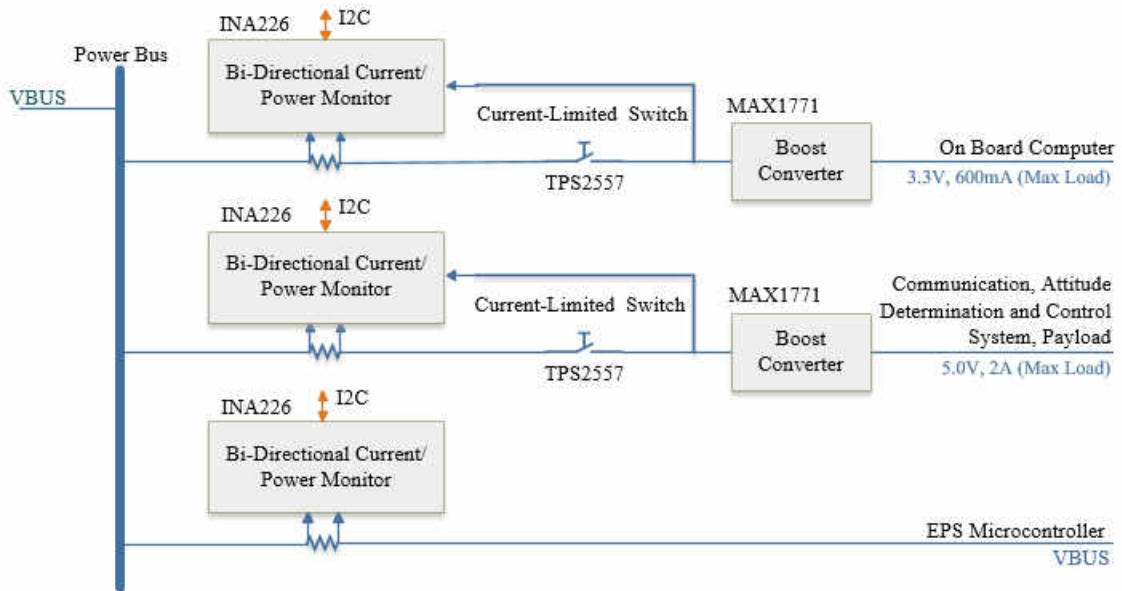 INA226
I2C
Power Bus
VBUS
Bi-Directional Current/
Power Monitor
Current-Limited Switch
TPS2557
MAX1771
Boost
Converter
On Board Computer
3.3V, 600mA (Max Load)
INA226
I2C
Bi-Directional Current/
Power Monitor
Current-Limited Switch
TPS2557
MAX1771
Boost
Converter
Communication, Attitude
Determination and Control
System, Payload
5.0V, 2A (Max Load)
INA226
I2C
Bi-Directional Current/
Power Monitor
EPS Microcontroller
VBUS